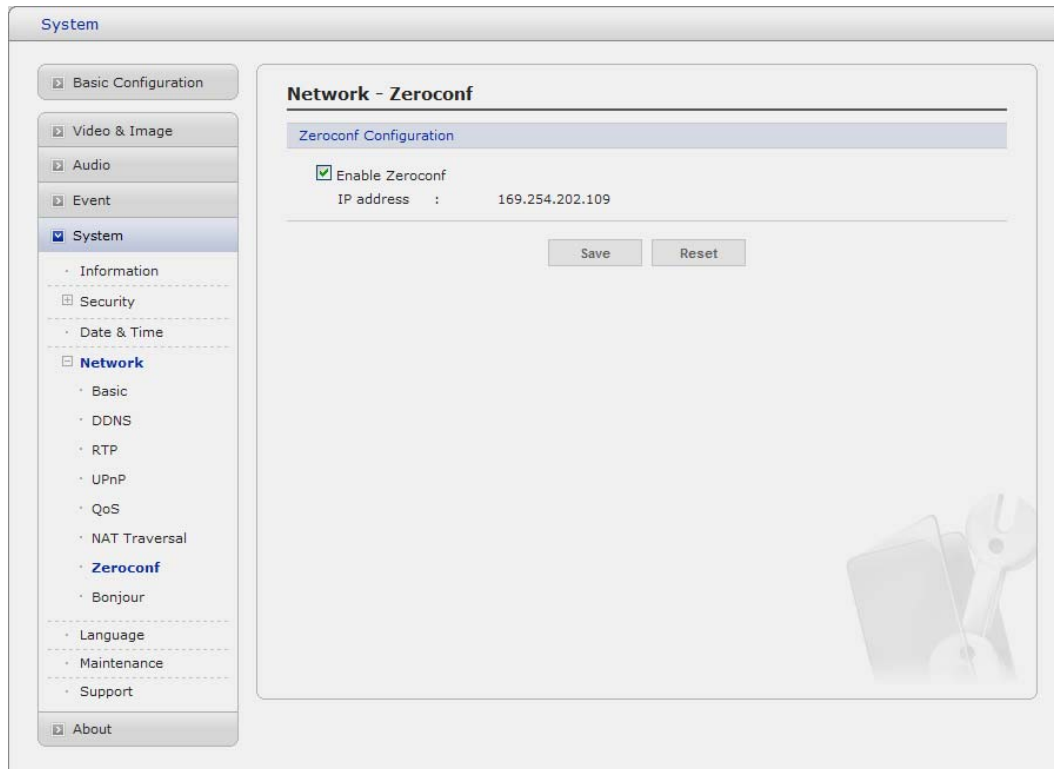 System
Basic Configuration
Video & Image
Audio
Event
System
· Information
Security
· Date & Time
Network
· Basic
· DDNS
· RTP
· UPnP
· QoS
· NAT Traversal
· Zeroconf
· Bonjour
· Language
· Maintenance
· Support
About
Network - Zeroconf
Zeroconf Configuration
Enable Zeroconf
IP address : 169.254.202.109
Save Reset